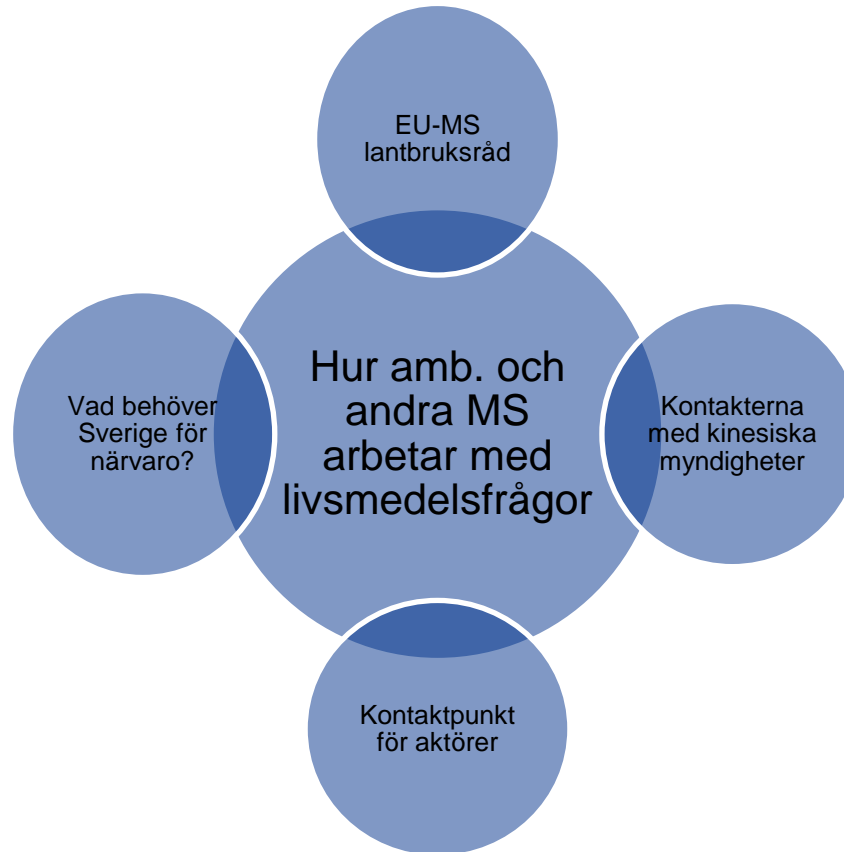 EU-MS
lantbruksråd
Hur amb. och
andra MS
arbetar med
livsmedelsfrågor
Vad behöver
Sverige för
närvaro?
Kontakterna
med kinesiska
myndigheter
Kontaktpunkt
för aktörer